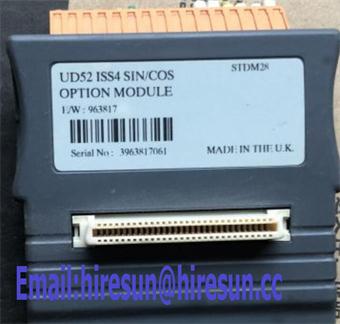 UD52 ISS4 SIN/COS
STDM28
OPTION MODULE
F/W: 963817
Serial No : 3963817061
MADE IN THE U.K.
Email:hiresun@hiresun.cc